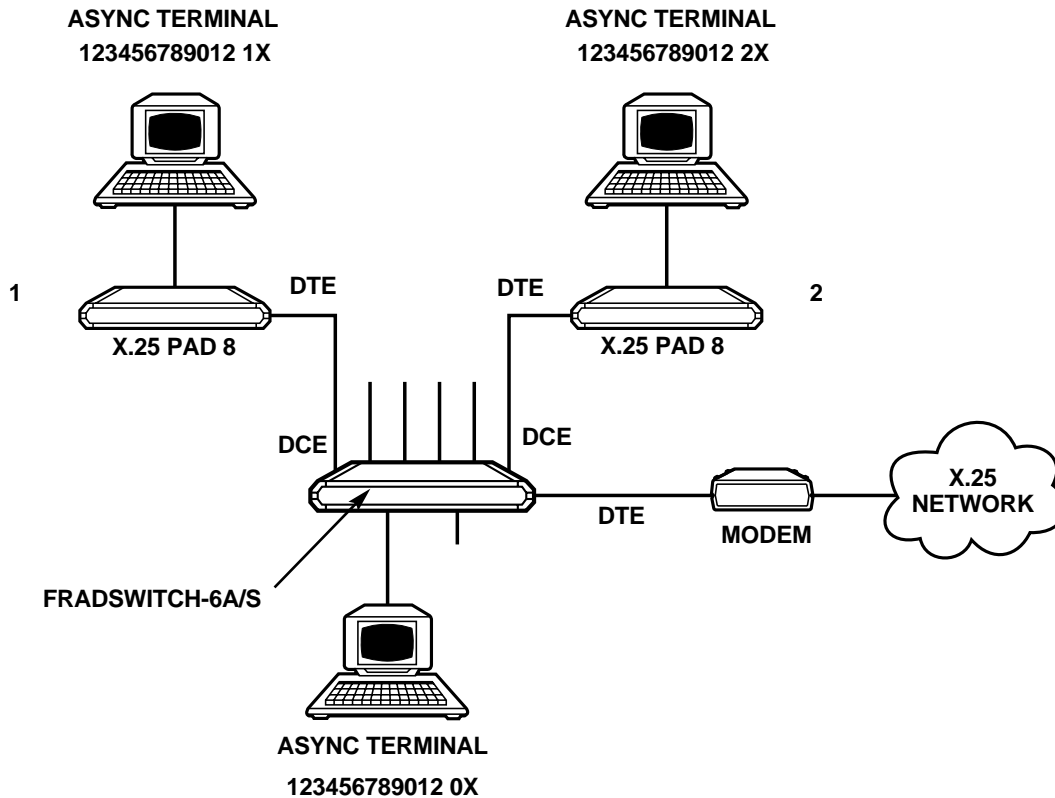 ASYNC TERMINAL
123456789012 1X
ASYNC TERMINAL
123456789012 2X
1
DTE
DTE
2
X.25 PAD 8
X.25 PAD 8
DCE
DCE
X.25
NETWORK
DTE
MODEM
FRADSWITCH-6A/S
ASYNC TERMINAL
123456789012 0X